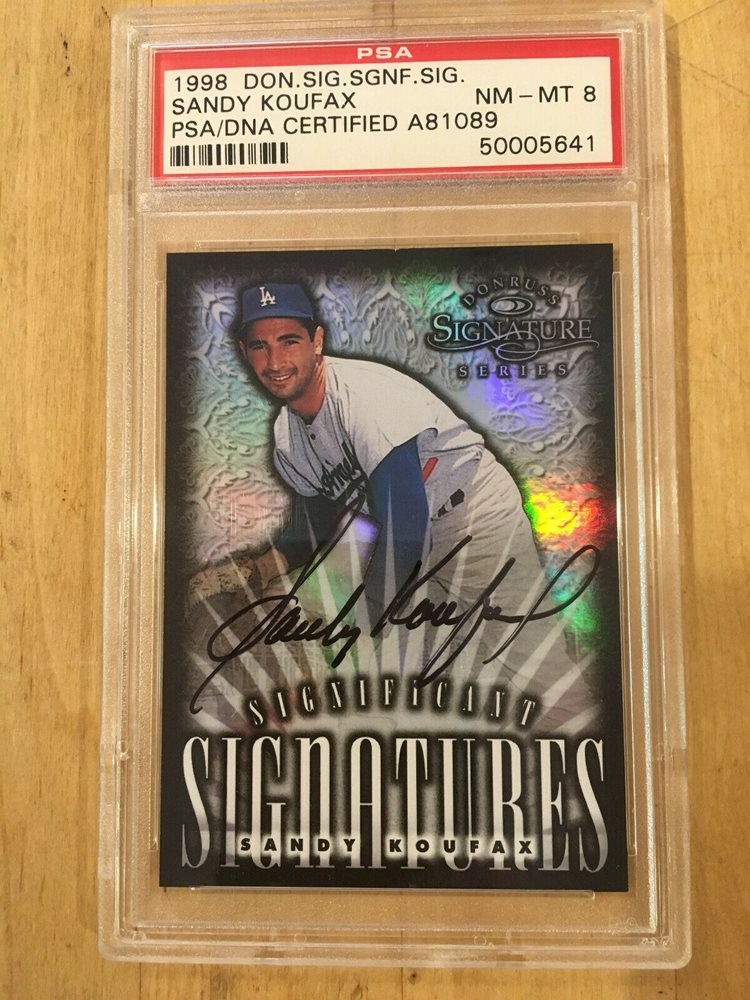 PSA
1998 DON.SIG.SGNF.SIG.
SANDY KOUFAX NM-MT 8
PSA/DNA CERTIFIED A81089
50005641
LA
DONRUSS
SIGNATURE
SERIES
Sandy Koufax
SIGNIFICANT
SIGNATURES
SANDY KOUFAX